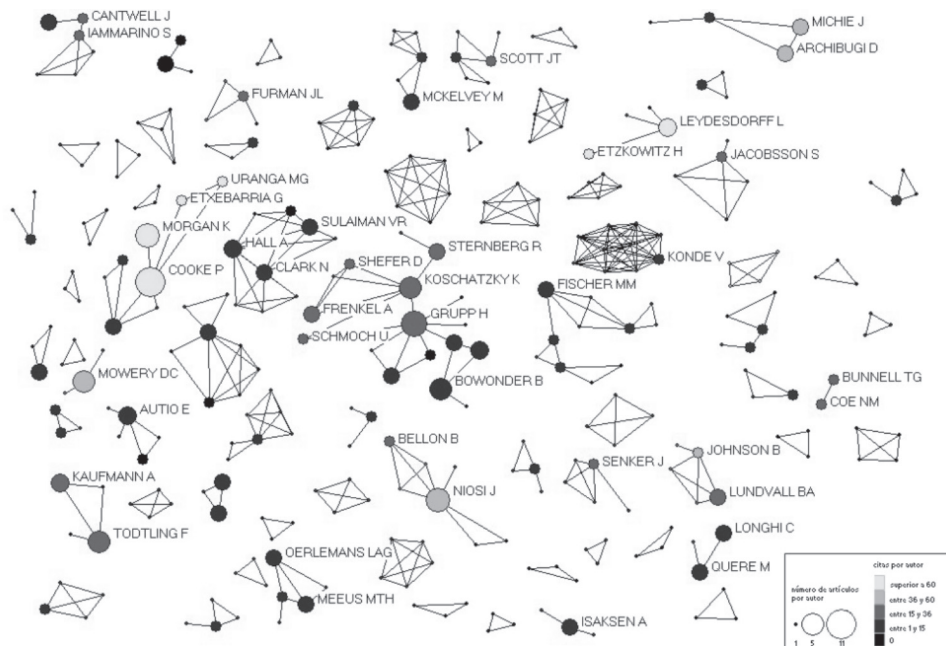 CANTWELL J
IAMMARINO S
MICHIE J
ARCHIBUGI D
SCOTT JT
FURMAN JL
MCKELVEY M
LEYDESDORFF L
ETZKOWITZ H
JACOBSSON S
URANGA MG
ETXEBARRIA G
MORGAN K
SULAIMAN VR
HALL A
STERNBERG R
KONDE V
COOKE P
CLARK N
SHEFER D
KOSCHATZKY K
FISCHER MM
FRENKEL A
GRUPP H
SCHMOCH U
MOWERY DC
BOWONDER B
BUNNELL TG
COE NM
AUTIO E
BELLON B
JOHNSON B
SENKER J
KAUFMANN A
NIOSI J
LUNDVALL BA
TODTLING F
LONGHI C
OERLEMANS LAG
QUERE M
MEEUS MTH
ISAKSEN A
número de artículos
por autor
1 5 11
citas por autor
superior a 60
entre 36 y 60
entre 15 y 36
entre 1 y 15
0